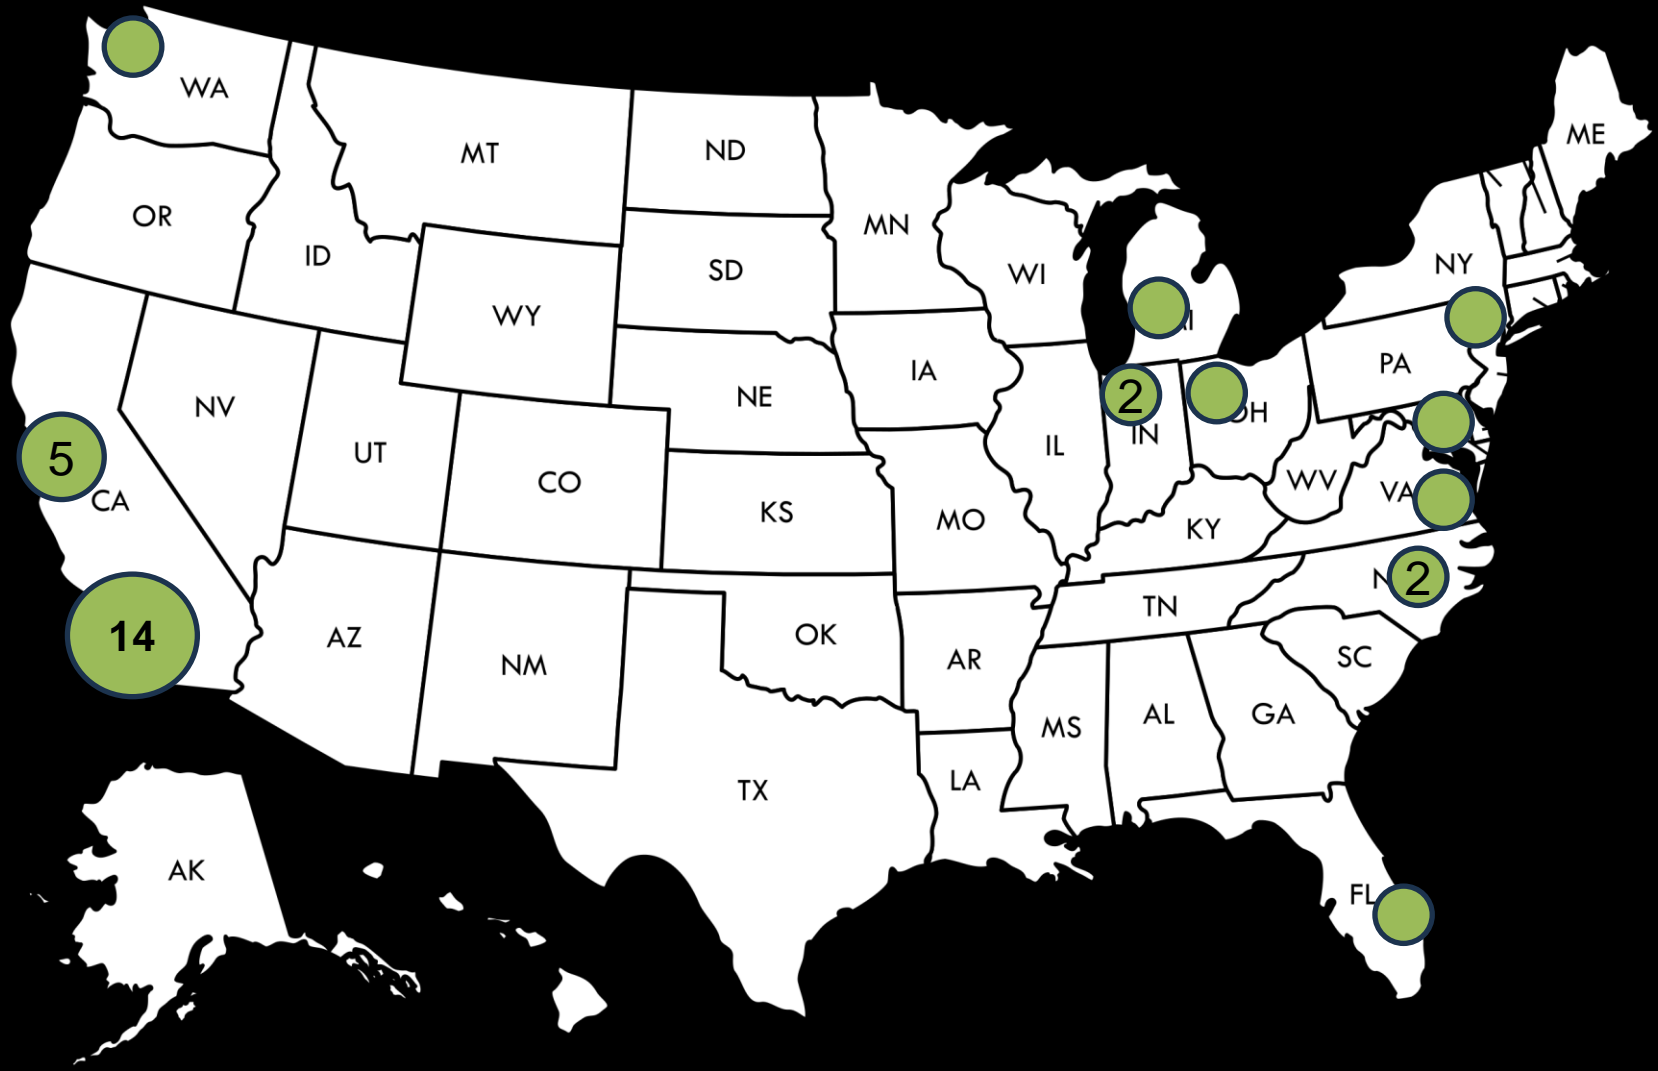 WA
ME
MT
ND
OR
MN
ID
SD
WI
NY
WY
IA
PA
NE
NV
2
OH
IN
UT
IL
5
CO
WV
VA
CA
KS
MO
KY
2
TN
14
AZ
OK
NM
AR
SC
MS
AL
GA
TX
LA
AK
FL